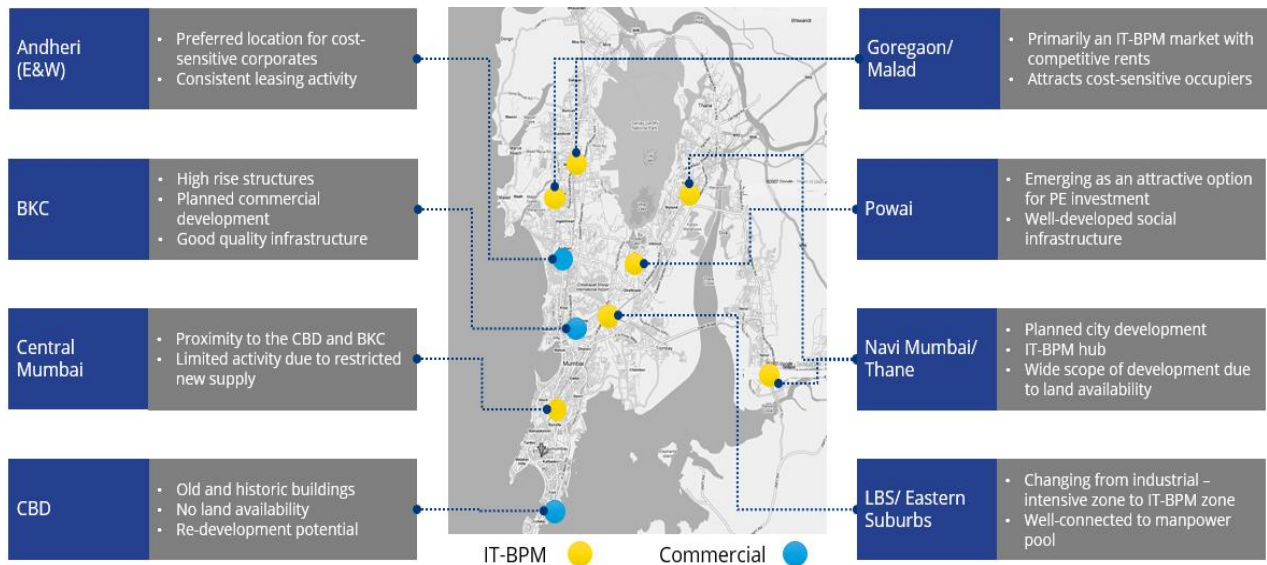 Andheri
(E&W)
• Preferred location for cost-
sensitive corporates
• Consistent leasing activity
BKC
• High rise structures
• Planned commercial
development
• Good quality infrastructure
Central
Mumbai
• Proximity to the CBD and BKC
• Limited activity due to restricted
new supply
CBD
• Old and historic buildings
• No land availability
• Re-development potential
Thane
Mumbai
IT-BPM
Commercial
Goregaon/
Malad
• Primarily an IT-BPM market with
competitive rents
• Attracts cost-sensitive occupiers
Powai
• Emerging as an attractive option
for PE investment
• Well-developed social
infrastructure
Navi Mumbai/
Thane
• Planned city development
• IT-BPM hub
• Wide scope of development due
to land availability
LBS/ Eastern
Suburbs
• Changing from industrial –
intensive zone to IT-BPM zone
• Well-connected to manpower
pool